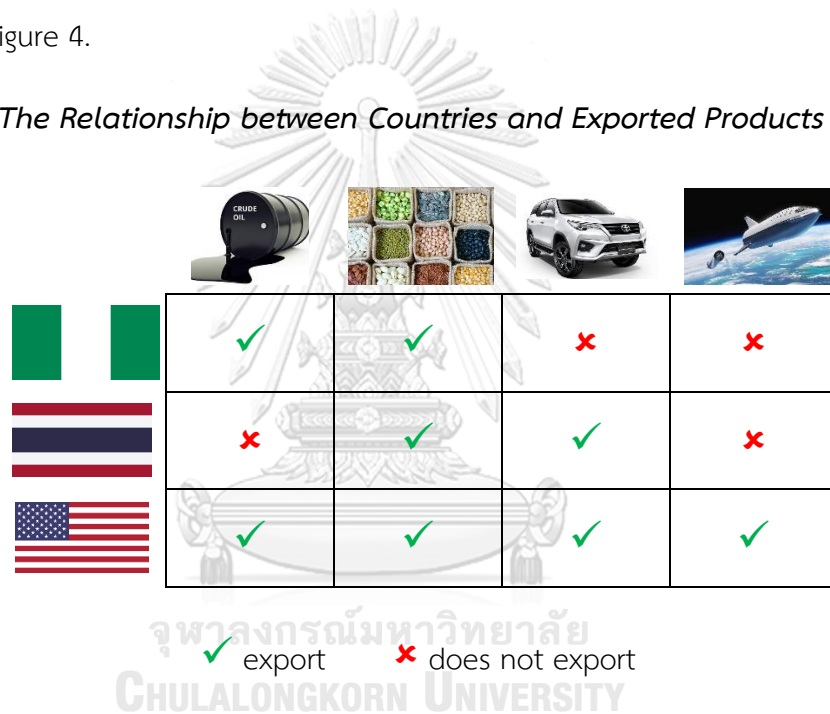 igure 4.
The Relationship between Countries and Exported Products
CRUDE
OIL
export does not export
จุฬาลงกรณ์มหาวิทยาลัย
CHULALONGKORN UNIVERSITY